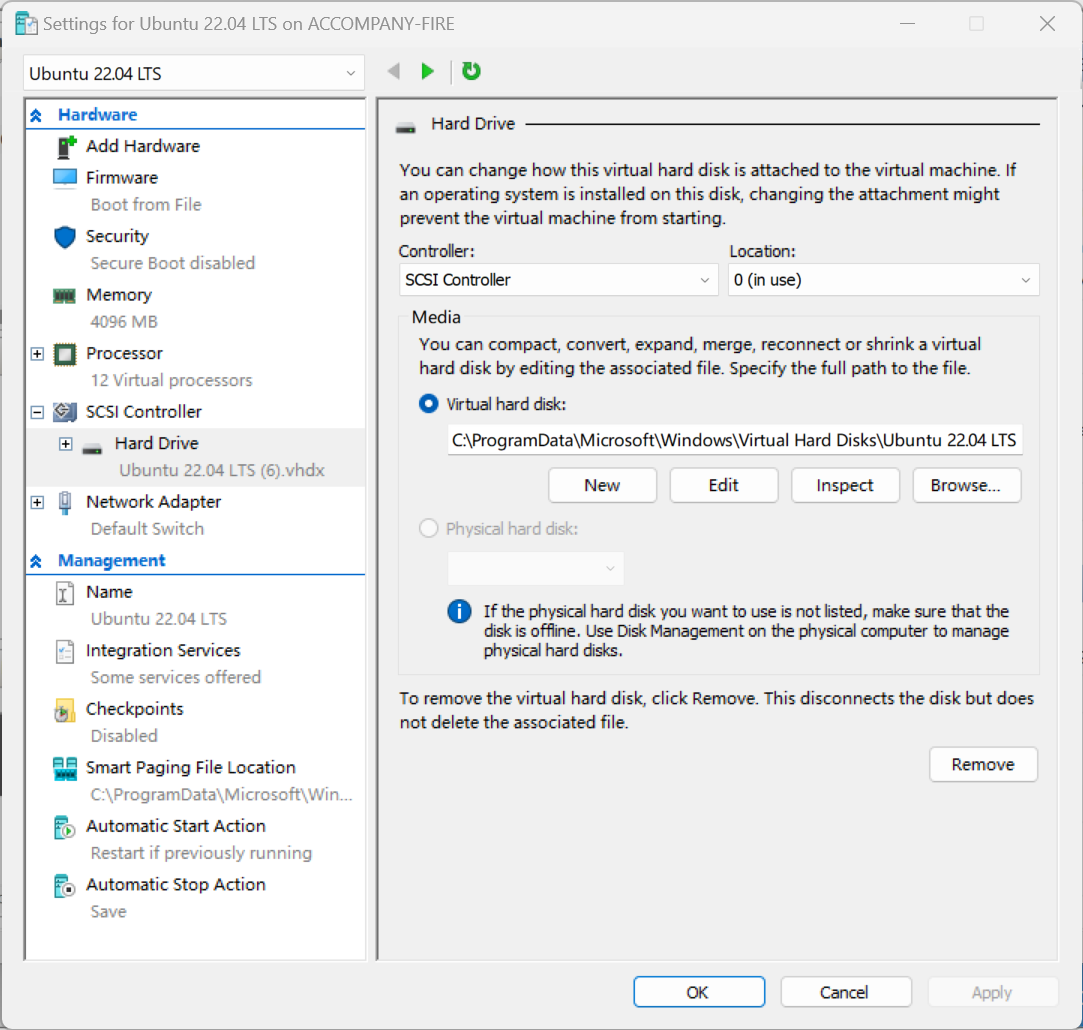 Settings for Ubuntu 22.04 LTS on ACCOMPANY-FIRE
Ubuntu 22.04 LTS
Hardware
Add Hardware
Firmware
Boot from File
Security
Secure Boot disabled
Memory
4096 MB
Processor
12 Virtual processors
SCSI Controller
Hard Drive
Ubuntu 22.04 LTS (6).vhdx
Network Adapter
Default Switch
Management
Name
Ubuntu 22.04 LTS
Integration Services
Some services offered
Checkpoints
Disabled
Smart Paging File Location
C:\ProgramData\Microsoft\Win...
Automatic Start Action
Restart if previously running
Automatic Stop Action
Save
Hard Drive
You can change how this virtual hard disk is attached to the virtual machine. If
an operating system is installed on this disk, changing the attachment might
prevent the virtual machine from starting.
Controller:
Location:
SCSI Controller
0 (in use)
Media
You can compact, convert, expand, merge, reconnect or shrink a virtual
hard disk by editing the associated file. Specify the full path to the file.
Virtual hard disk:
C:\ProgramData\Microsoft\Windows\Virtual Hard Disks\Ubuntu 22.04 LTS
New
Edit
Inspect
Browse...
Physical hard disk:
If the physical hard disk you want to use is not listed, make sure that the
disk is offline. Use Disk Management on the physical computer to manage
physical hard disks.
To remove the virtual hard disk, click Remove. This disconnects the disk but does
not delete the associated file.
Remove
OK
Cancel
Apply